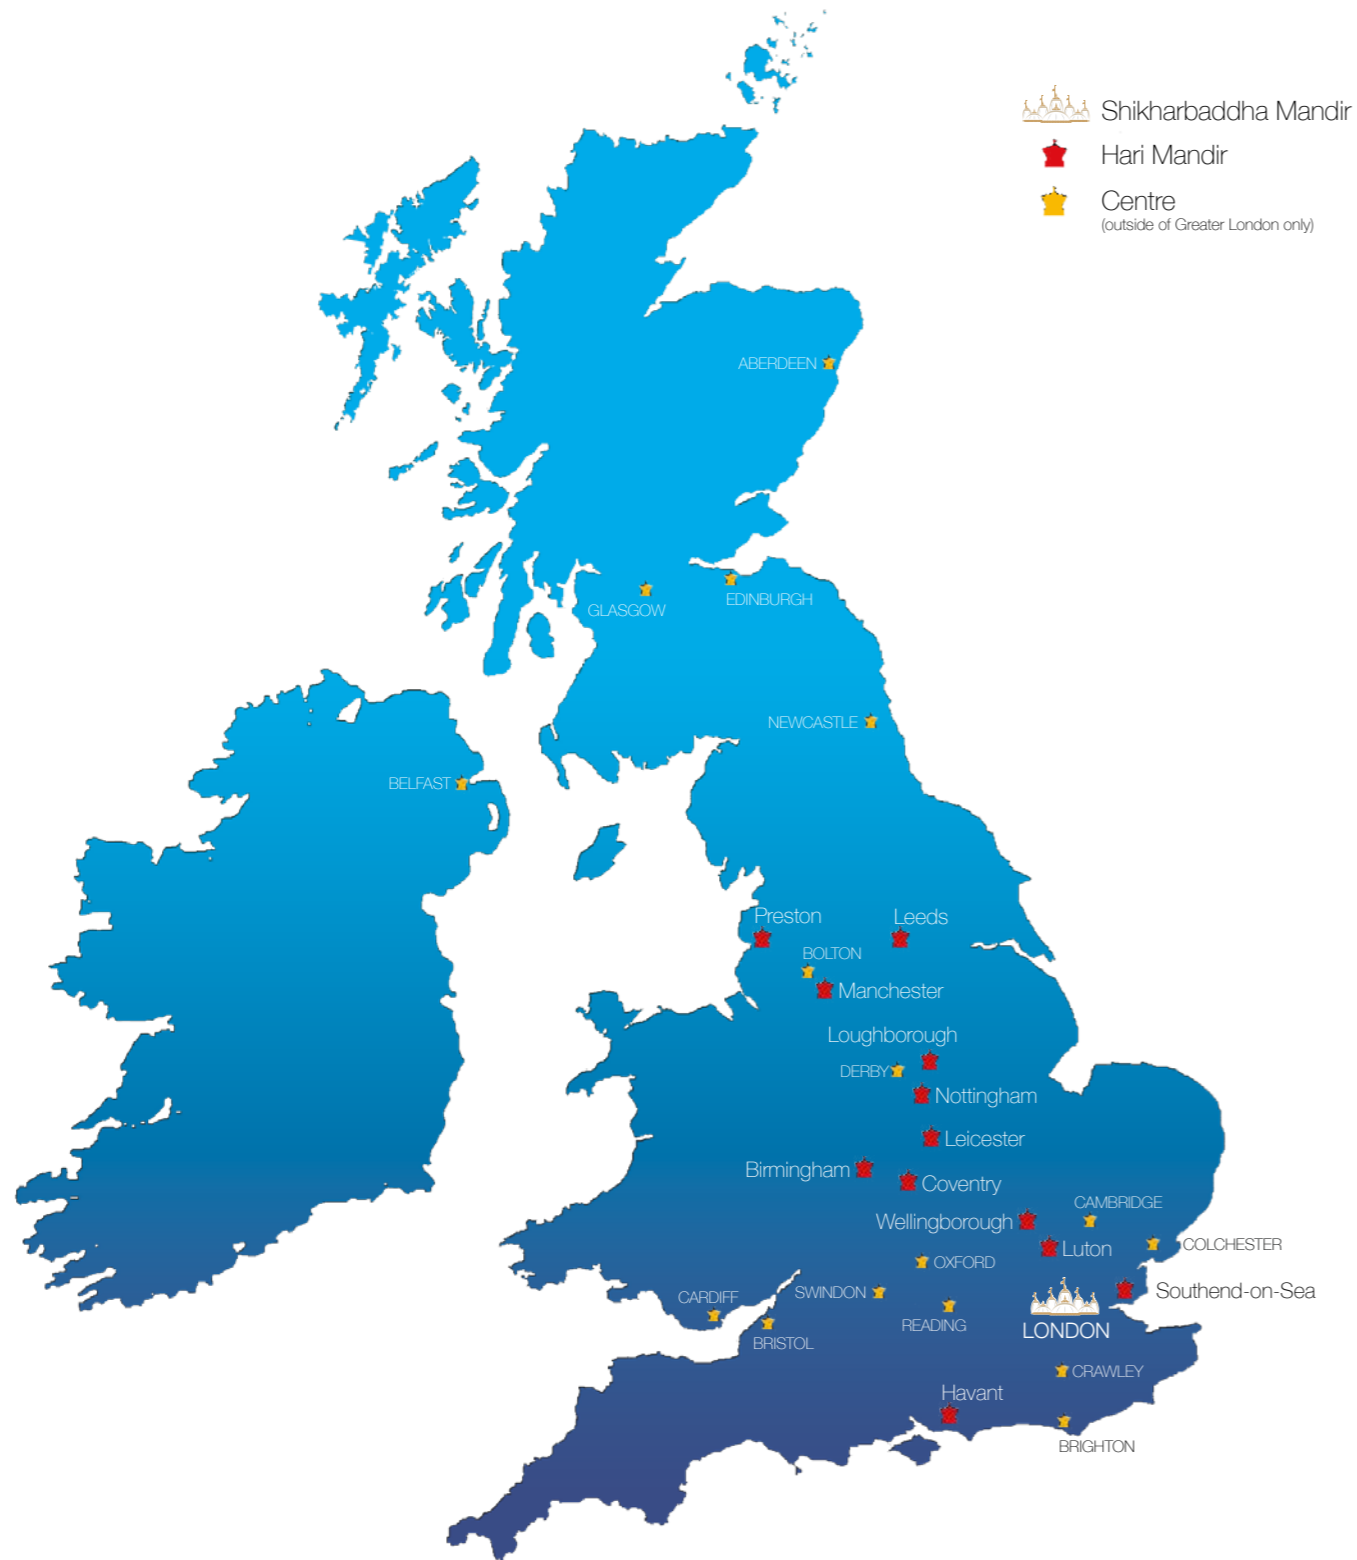 Shikharbaddha Mandir
Hari Mandir
Centre
(outside of Greater London only)
ABERDEEN
EDINBURGH
GLASGOW
NEWCASTLE
BELFAST
Preston
Leeds
BOLTON
Manchester
Loughborough
DERBY
Nottingham
Leicester
Birmingham
Coventry
CAMBRIDGE
Wellingborough
COLCHESTER
Luton
OXFORD
SWINDON
Southend-on-Sea
CARDIFF
READING
LONDON
BRISTOL
CRAWLEY
Havant
BRIGHTON